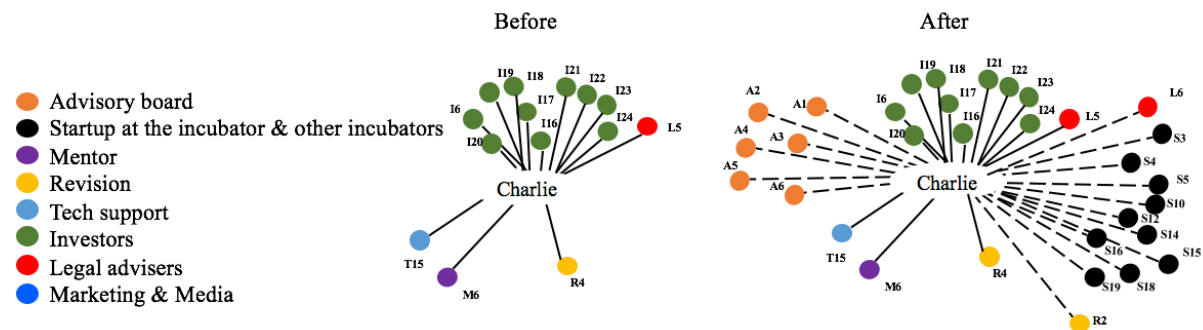 Before
After
Advisory board
Startup at the incubator & other incubators
Mentor
Revision
Tech support
Investors
Legal advisers
Marketing & Media
I19
I18
I21
I22
I23
I6
I17
I24
I16
I20
L5
Charlie
T15
M6
R4
A2
A1
A4
A3
A5
A6
I19
I18
I21
I22
I23
I6
I17
I24
I16
I20
L5
L6
S3
S4
S5
S10
S12
S14
S15
S16
S19
S18
Charlie
T15
M6
R4
R2